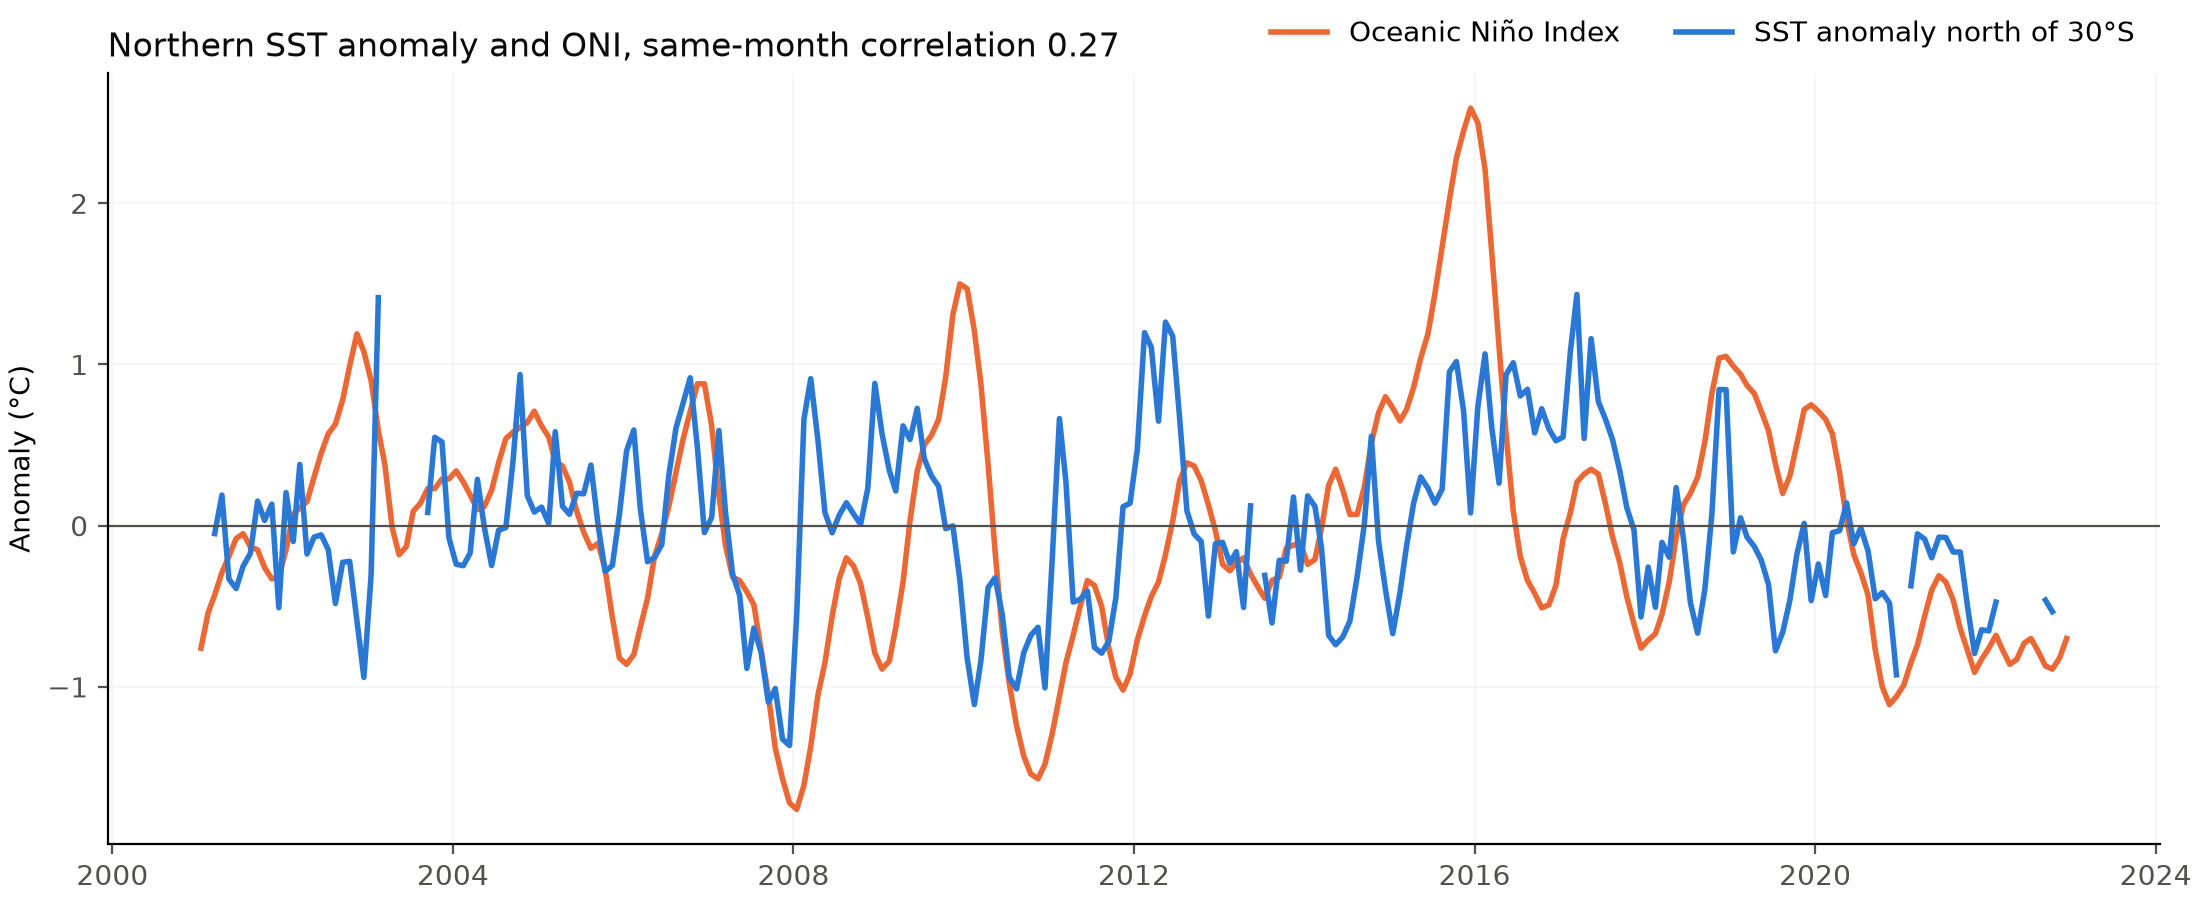 Northern SST anomaly and ONI, same-month correlation 0.27
Oceanic Niño Index
SST anomaly north of 30°S
Anomaly (°C)
2
1
0
−1
2000
2004
2008
2012
2016
2020
2024